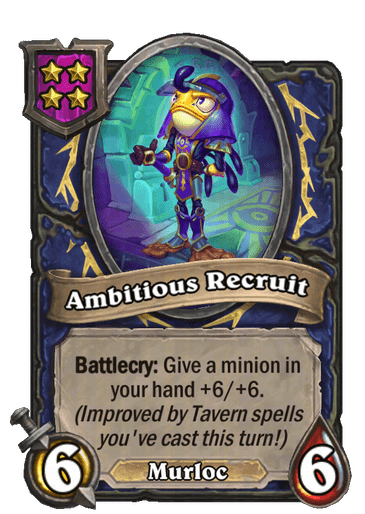 Ambitious Recruit
Battlecry: Give a minion in
your hand +6/+6.
(Improved by Tavern spells
you've cast this turn!)
6
Murloc
6